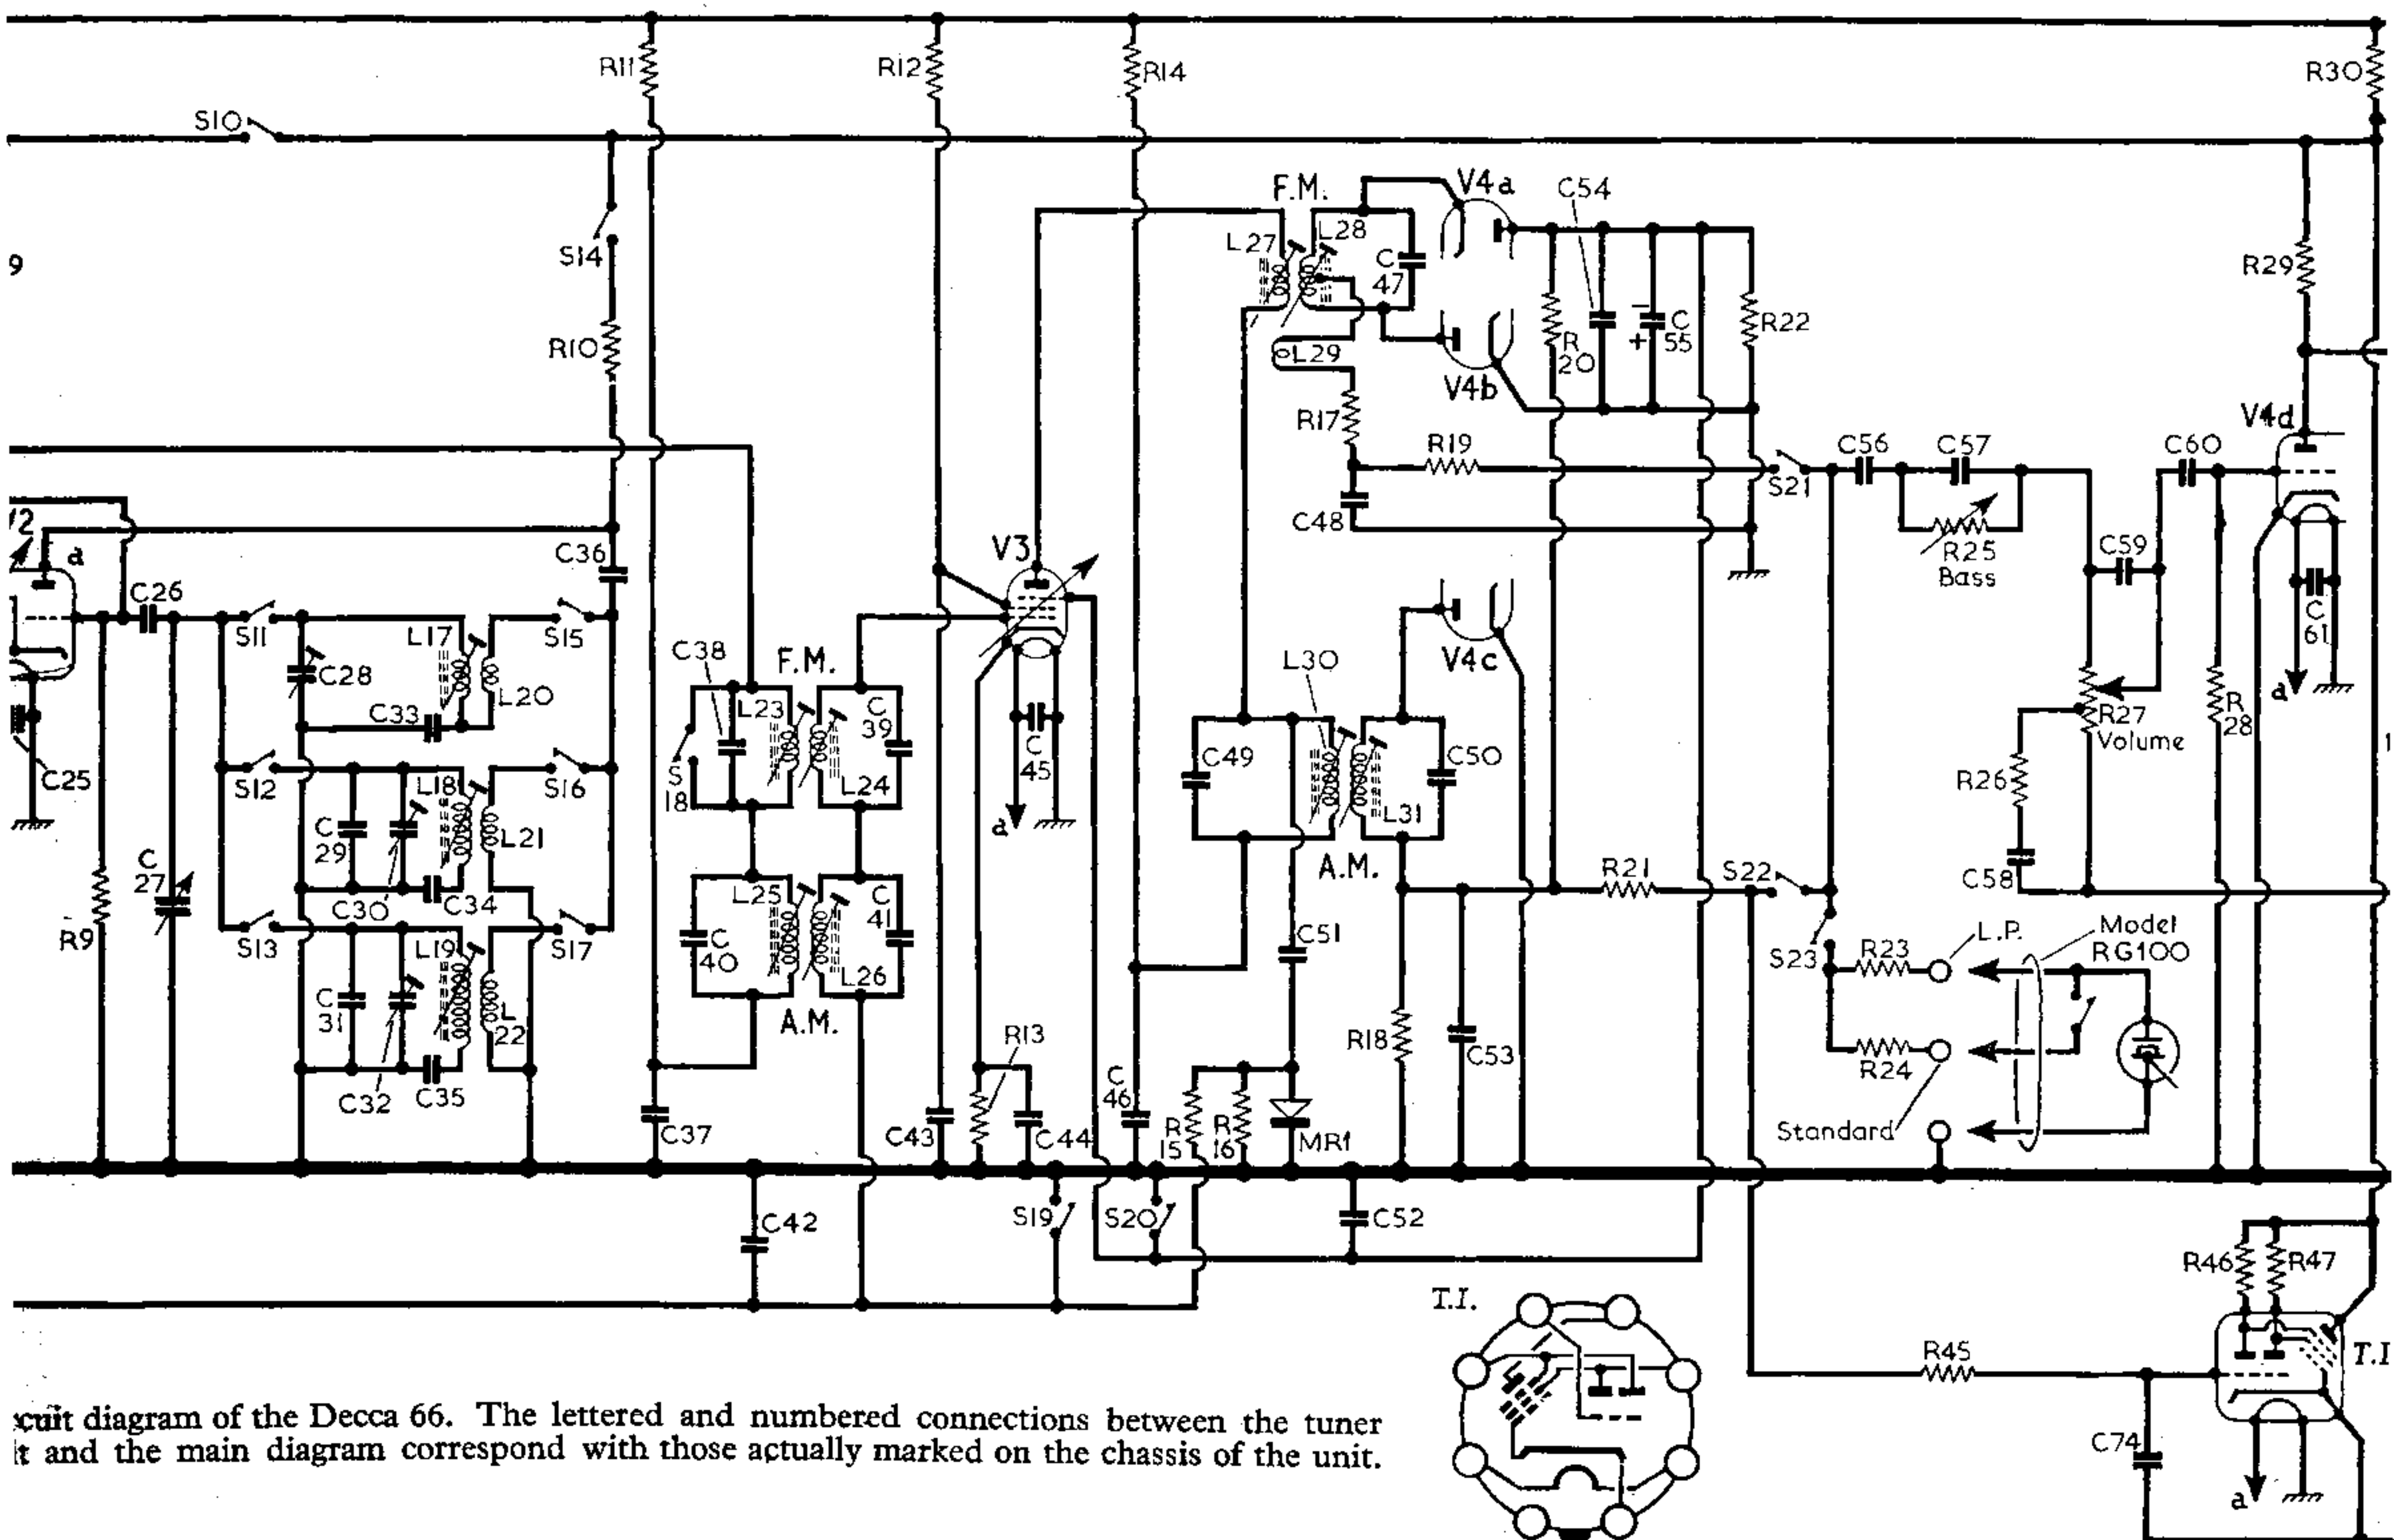 R11
R12
R14
R30
S10
F.M.
V4a
C54
9
S14
L27
L28
C
47
R29
R10
L29
R
20
C
55
R22
V4b
R17
V4d
R19
S21
C56
C57
C60
C48
R25
Bass
V2
a
C36
V3
C59
C
61
C26
S11
L17
S15
C38
F.M.
V4c
C28
L20
L30
a
C33
L23
C
39
R27
Volume
R
28
C25
S12
L18
S16
S
18
L24
C
45
C49
C50
R26
C
29
L21
a
L31
C
27
C30
C34
L25
C
41
A.M.
R21
S22
C58
R9
S13
L19
S17
C
40
L26
C51
S23
R23
L.P.
Model
RG100
C
31
L
22
A.M.
R13
R18
C53
R24
C32
C35
C37
C43
C44
C
46
R
15
R
16
MR1
Standard
C42
S19
S20
C52
R46
R47
T.I.
R45
T.I
C74
a
cuit diagram of the Decca 66. The lettered and numbered connections between the tuner
t and the main diagram correspond with those actually marked on the chassis of the unit.